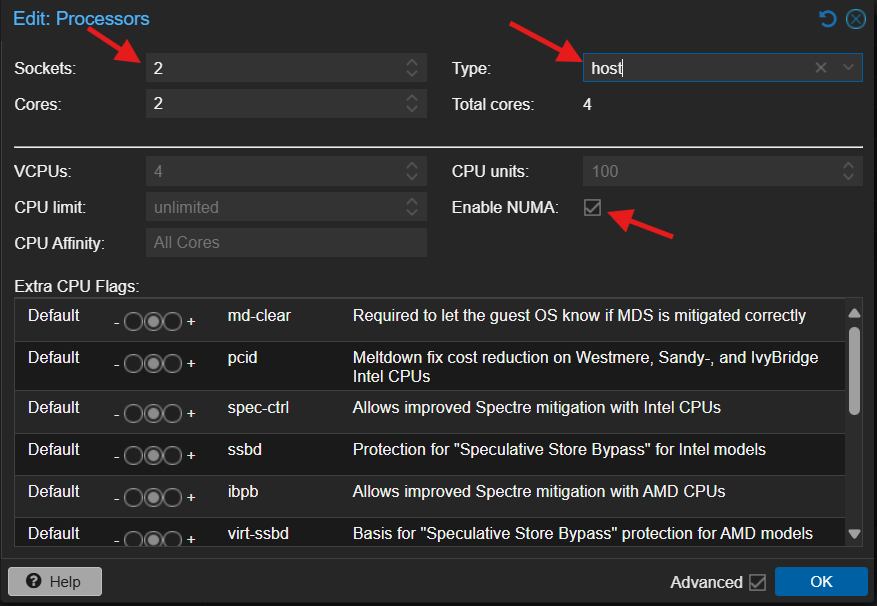 Edit: Processors
Sockets: 2 Type: host
Cores: 2 Total cores: 4
VCPUs: 4 CPU units: 100
CPU limit: unlimited Enable NUMA:
CPU Affinity: All Cores
Extra CPU Flags:
Default - + md-clear Required to let the guest OS know if MDS is mitigated correctly
Default - + pcid Meltdown fix cost reduction on Westmere, Sandy-, and IvyBridge
Intel CPUs
Default - + spec-ctrl Allows improved Spectre mitigation with Intel CPUs
Default - + ssbd Protection for "Speculative Store Bypass" for Intel models
Default - + ibpb Allows improved Spectre mitigation with AMD CPUs
Default - + virt-ssbd Basis for "Speculative Store Bypass" protection for AMD models
? Help Advanced OK